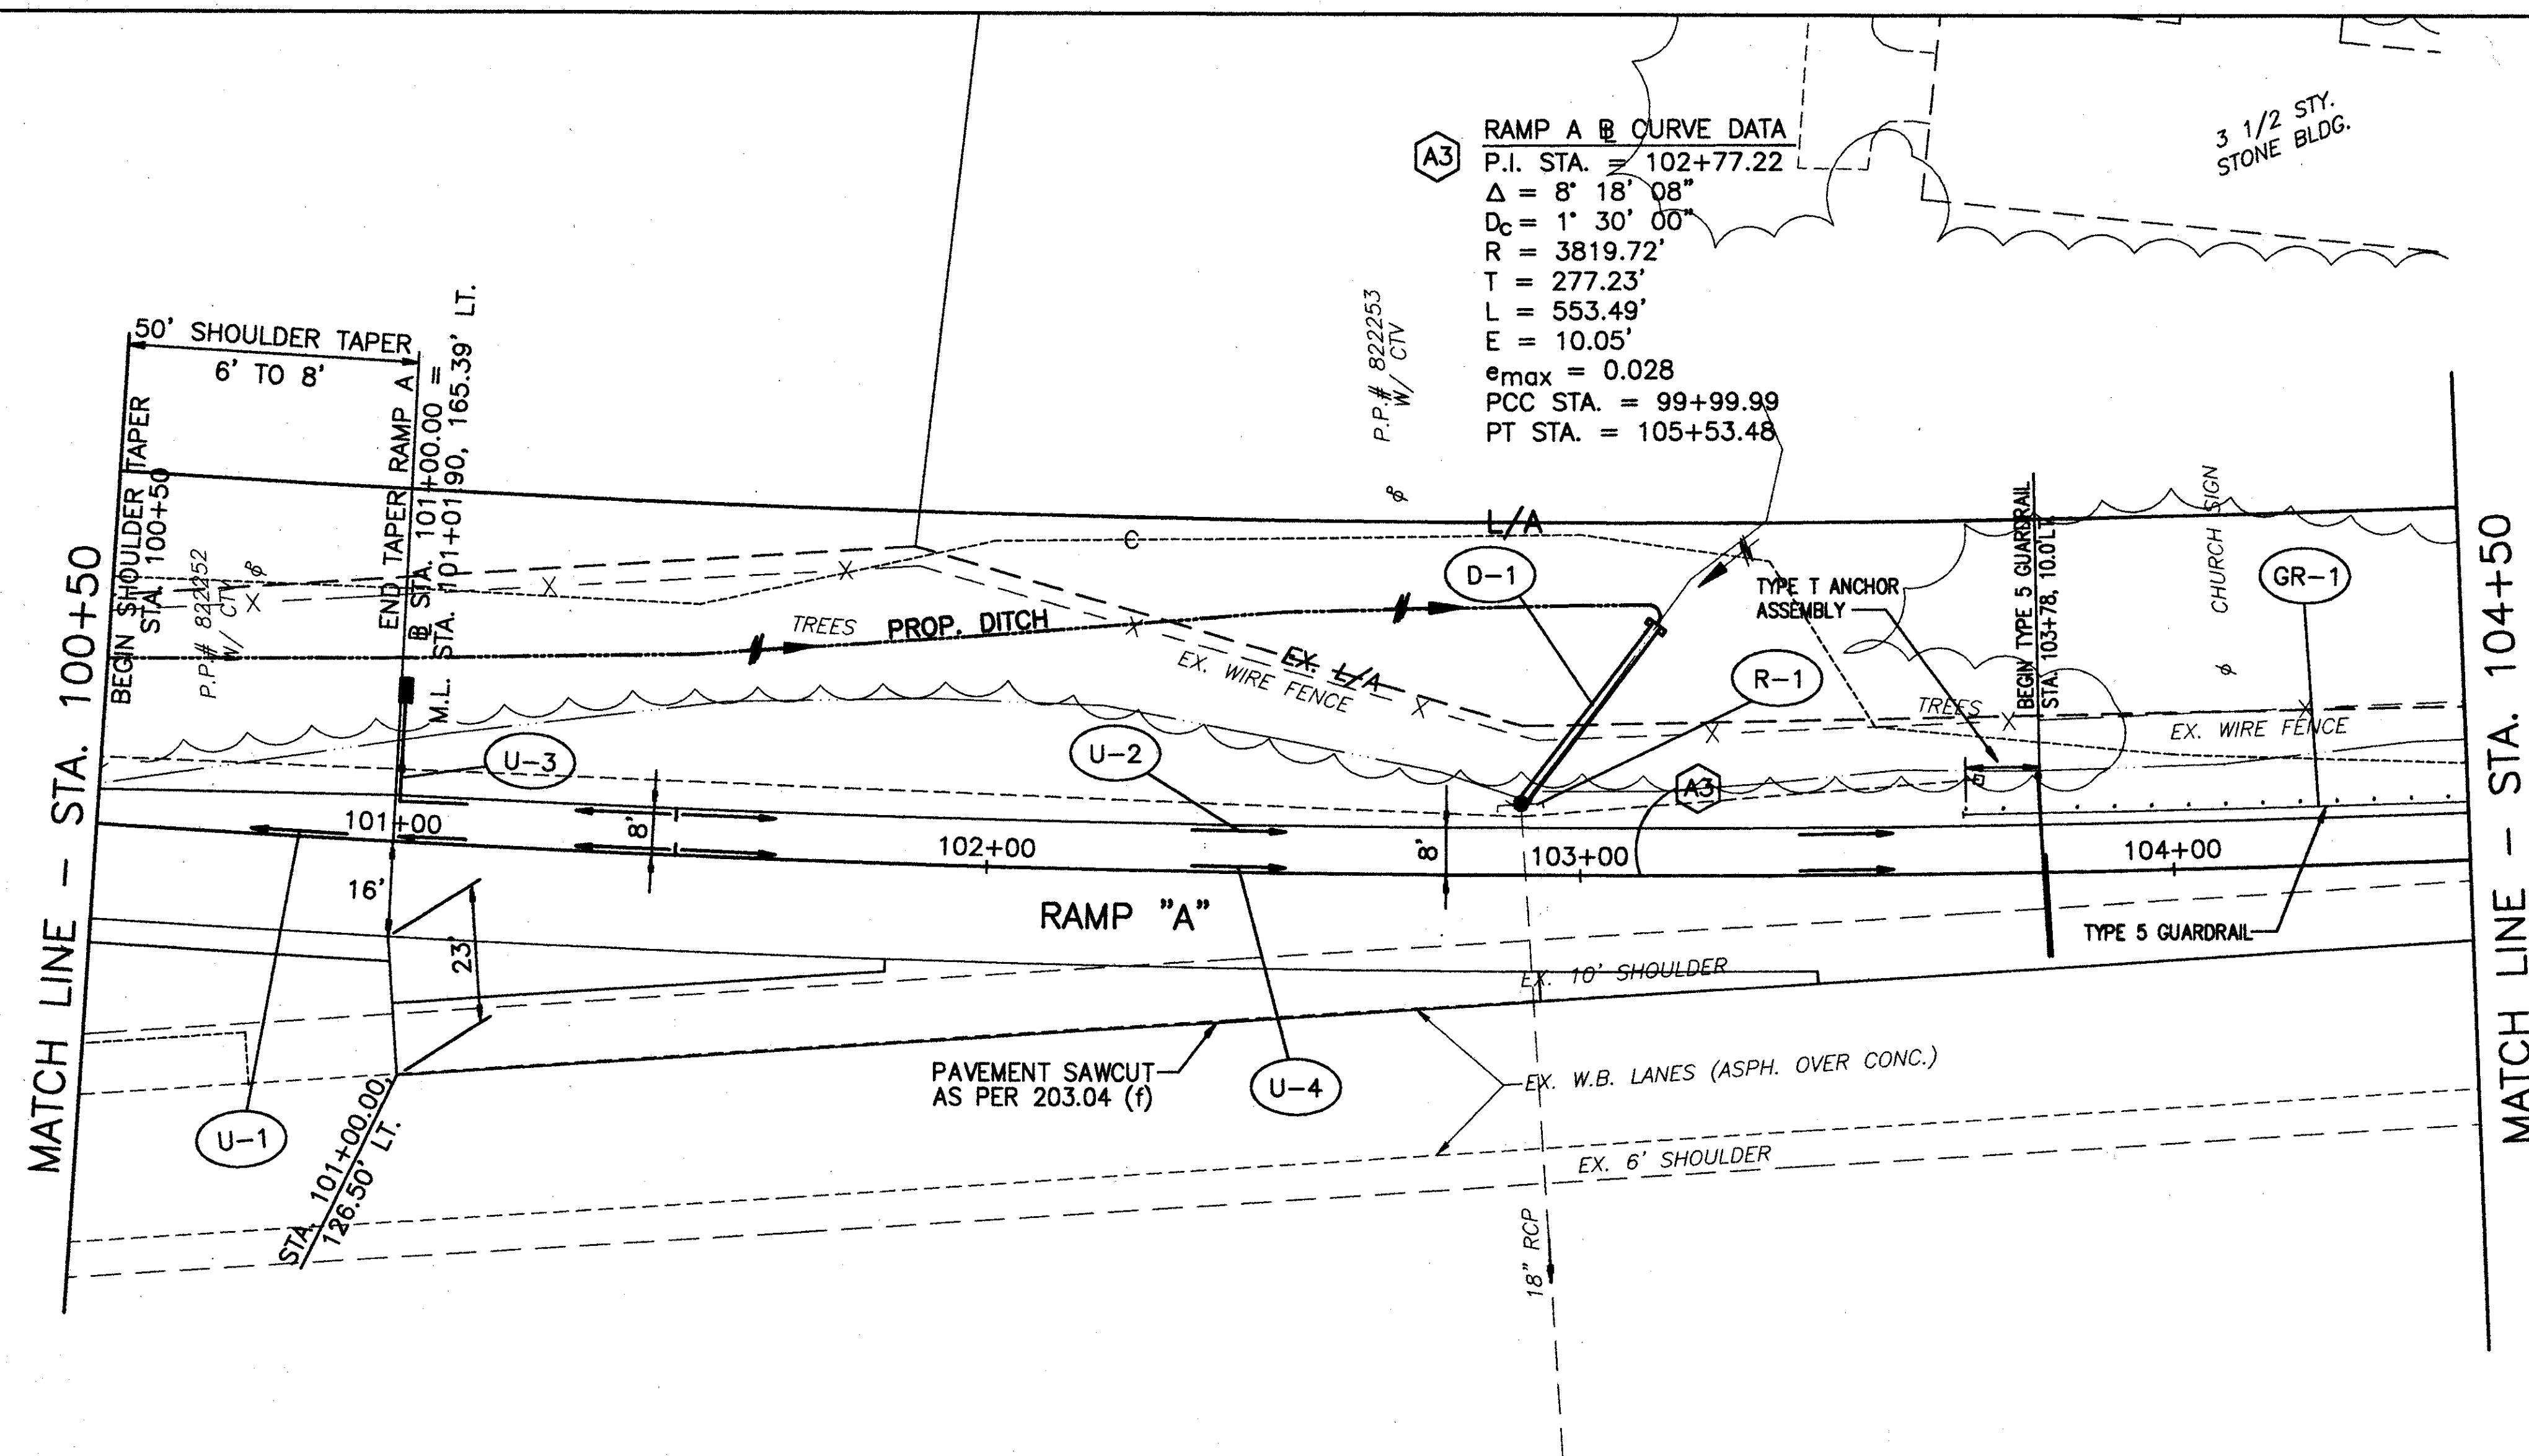 3 1/2 STY.
STONE BLDG.
A3
RAMP A ℄ CURVE DATA
P.I. STA. = 102+77.22
Δ = 8° 18' 08"
Dc = 1° 30' 00"
R = 3819.72'
T = 277.23'
L = 553.49'
E = 10.05'
emax = 0.028
PCC STA. = 99+99.99
PT STA. = 105+53.48
P.P.# 822253
W/ CTV
50' SHOULDER TAPER
6' TO 8'
BEGIN SHOULDER TAPER
STA. 100+50
P.P.# 822252
W/ CTV
END TAPER RAMP A
STA. 101+00.00 =
M.L. STA. 101+01.90, 165.39' LT.
MATCH LINE - STA. 100+50
C
L/A
D-1
TYPE T ANCHOR
ASSEMBLY
BEGIN TYPE 5 GUARDRAIL
STA. 103+78, 10.0'
CHURCH SIGN
GR-1
MATCH LINE - STA. 104+50
TREES
PROP. DITCH
EX. L/A
EX. WIRE FENCE
R-1
TREES
EX. WIRE FENCE
U-3
U-2
A3
101+00
8'
102+00
8'
103+00
104+00
16'
23'
RAMP "A"
TYPE 5 GUARDRAIL
EX. 10' SHOULDER
PAVEMENT SAWCUT
AS PER 203.04 (f)
U-4
EX. W.B. LANES (ASPH. OVER CONC.)
U-1
EX. 6' SHOULDER
STA. 101+00.00,
126.50' LT.
18" RCP